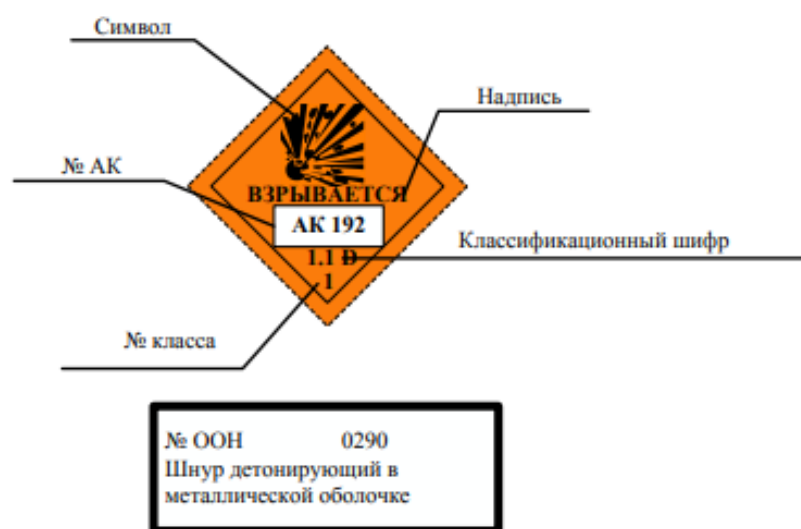 Символ
Надпись
№ АК
ВЗРЫВАЕТСЯ
АК 192
Классификационный шифр
1.1 D
1
№ класса
№ ООН 0290
Шнур детонирующий в
металлической оболочке